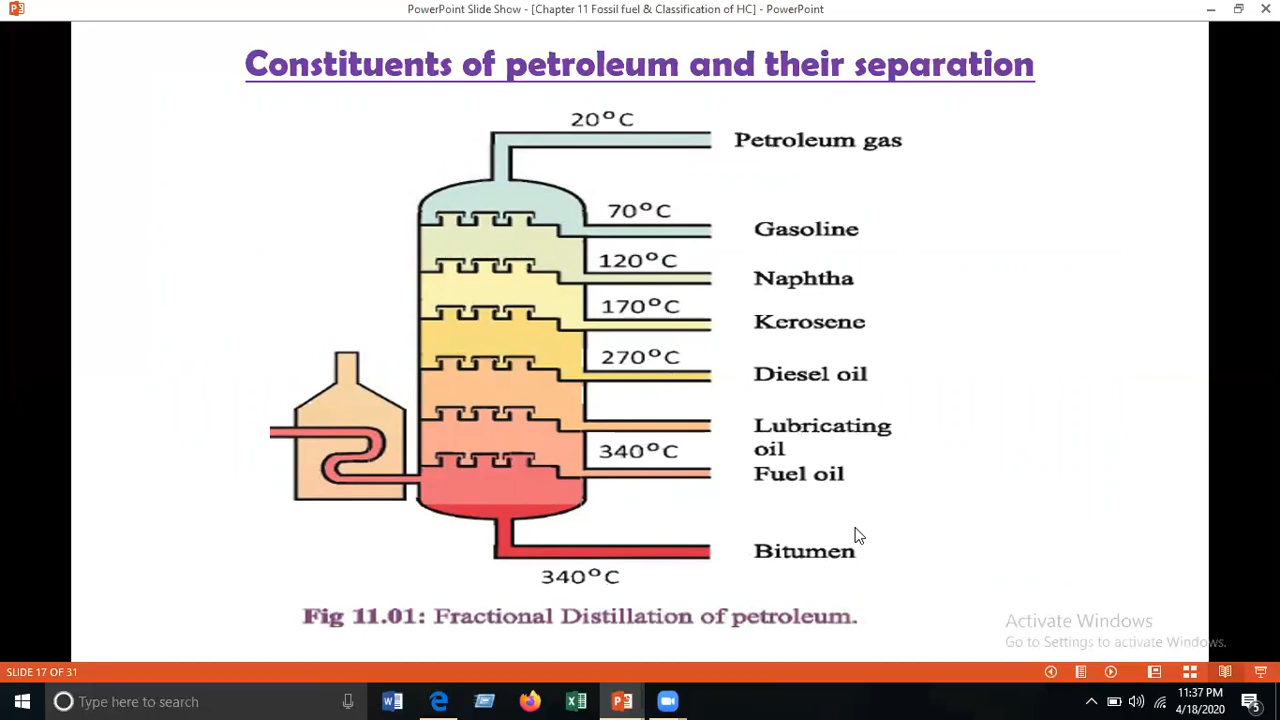 PowerPoint Slide Show - [Chapter 11 Fossil fuel & Classification of HC] - PowerPoint
Constituents of petroleum and their separation
20°C
Petroleum gas
70°C
Gasoline
120°C
Naphtha
170°C
Kerosene
270°C
Diesel oil
Lubricating
oil
340°C
Fuel oil
Bitumen
340°C
Fig 11.01: Fractional Distillation of petroleum.
Activate Windows
Go to Settings to activate Windows.
SLIDE 17 OF 31
Type here to search
11:37 PM
4/18/2020
5